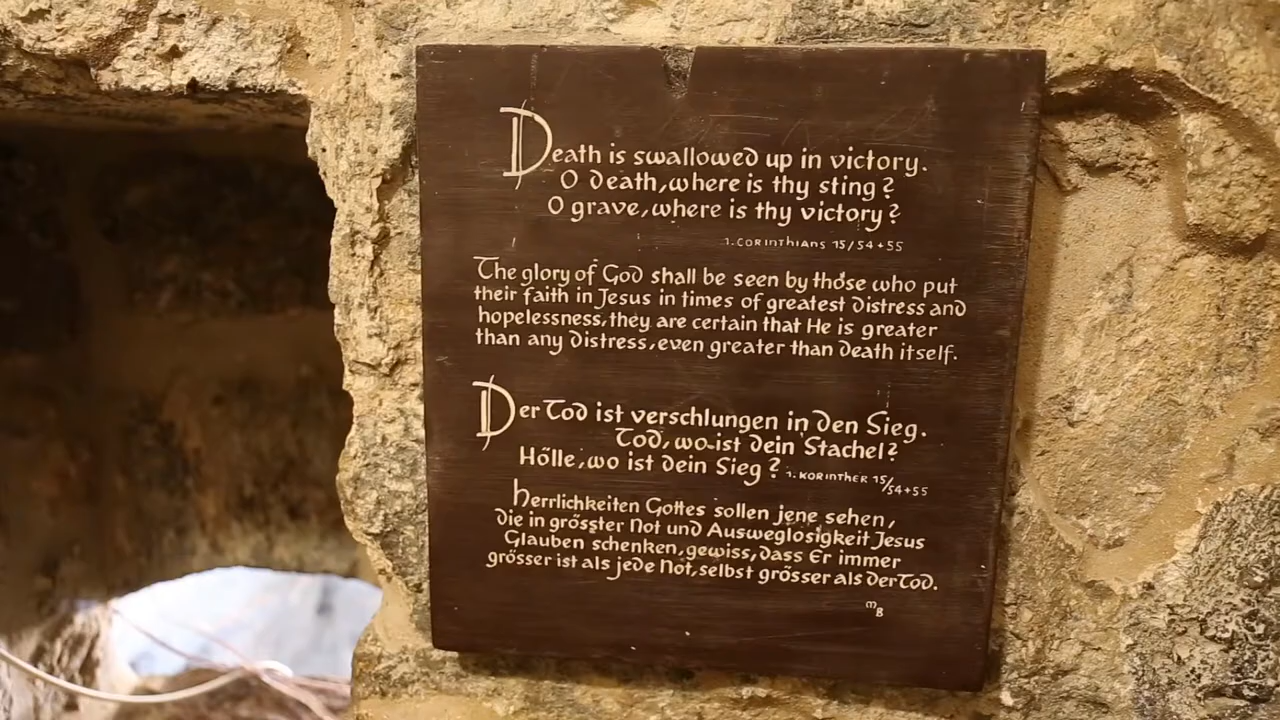 Death is swallowed up in victory.
O death, where is thy sting?
O grave, where is thy victory?
1. CORINTHIANS 15/54+55
The glory of God shall be seen by those who put
their faith in Jesus in times of greatest distress and
hopelessness, they are certain that He is greater
than any distress, even greater than death itself.
Der Tod ist verschlungen in den Sieg.
Tod, wo ist dein Stachel?
Hölle, wo ist dein Sieg? 1. KORINTHER 15/54+55
Herrlichkeiten Gottes sollen jene sehen,
die in grösster Not und Ausweglosigkeit Jesus
Glauben schenken, gewiss, dass Er immer
grösser ist als jede Not, selbst grösser als der Tod.
MB